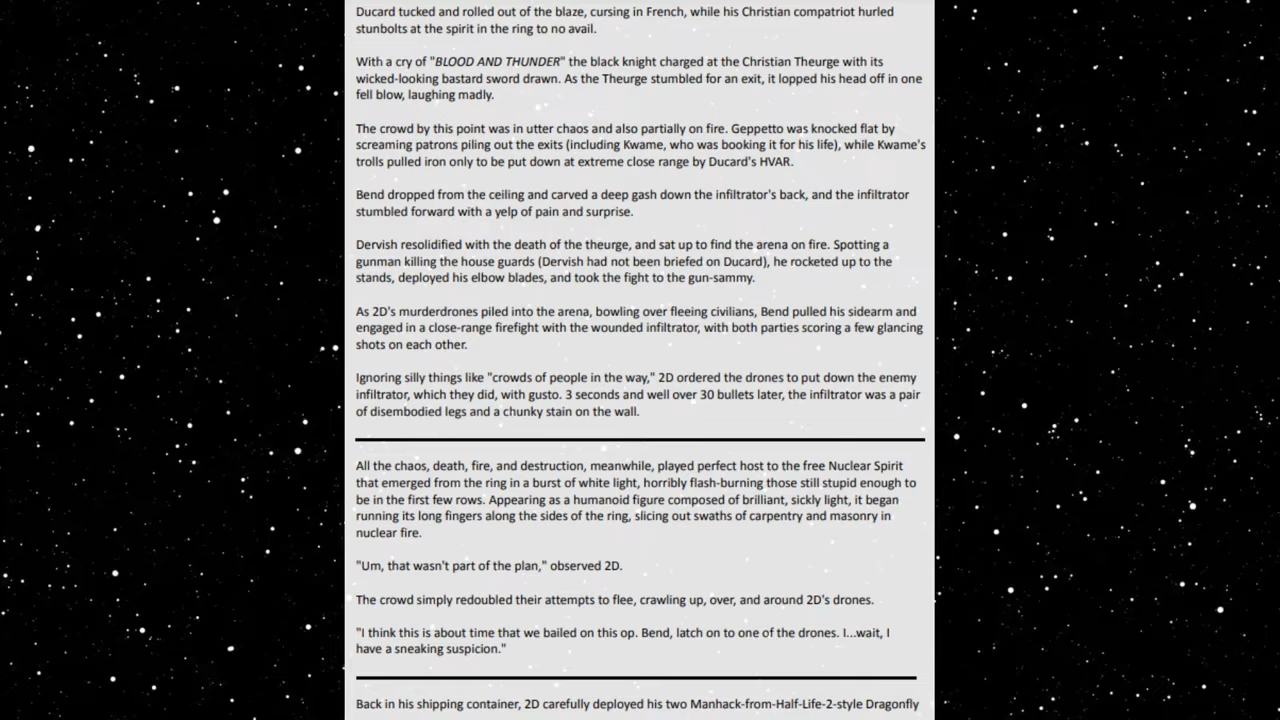 Ducard tucked and rolled out of the blaze, cursing in French, while his Christian compatriot hurled
stunbolts at the spirit in the ring to no avail.
With a cry of "BLOOD AND THUNDER" the black knight charged at the Christian Theurge with its
wicked-looking bastard sword drawn. As the Theurge stumbled for an exit, it lopped his head off in one
fell blow, laughing madly.
The crowd by this point was in utter chaos and also partially on fire. Geppetto was knocked flat by
screaming patrons piling out the exits (including Kwame, who was booking it for his life), while Kwame's
trolls pulled iron only to be put down at extreme close range by Ducard's HVAR.
Bend dropped from the ceiling and carved a deep gash down the infiltrator's back, and the infiltrator
stumbled forward with a yelp of pain and surprise.
Dervish resolidified with the death of the theurge, and sat up to find the arena on fire. Spotting a
gunman killing the house guards (Dervish had not been briefed on Ducard), he rocketed up to the
stands, deployed his elbow blades, and took the fight to the gun-sammy.
As 2D's murderdrones piled into the arena, bowling over fleeing civilians, Bend pulled his sidearm and
engaged in a close-range firefight with the wounded infiltrator, with both parties scoring a few glancing
shots on each other.
Ignoring silly things like "crowds of people in the way," 2D ordered the drones to put down the enemy
infiltrator, which they did, with gusto. 3 seconds and well over 30 bullets later, the infiltrator was a pair
of disembodied legs and a chunky stain on the wall.
All the chaos, death, fire, and destruction, meanwhile, played perfect host to the free Nuclear Spirit
that emerged from the ring in a burst of white light, horribly flash-burning those still stupid enough to
be in the first few rows. Appearing as a humanoid figure composed of brilliant, sickly light, it began
running its long fingers along the sides of the ring, slicing out swaths of carpentry and masonry in
nuclear fire.
"Um, that wasn't part of the plan," observed 2D.
The crowd simply redoubled their attempts to flee, crawling up, over, and around 2D's drones.
"I think this is about time that we bailed on this op. Bend, latch on to one of the drones. I...wait, I
have a sneaking suspicion."
Back in his shipping container, 2D carefully deployed his two Manhack-from-Half-Life-2-style Dragonfly